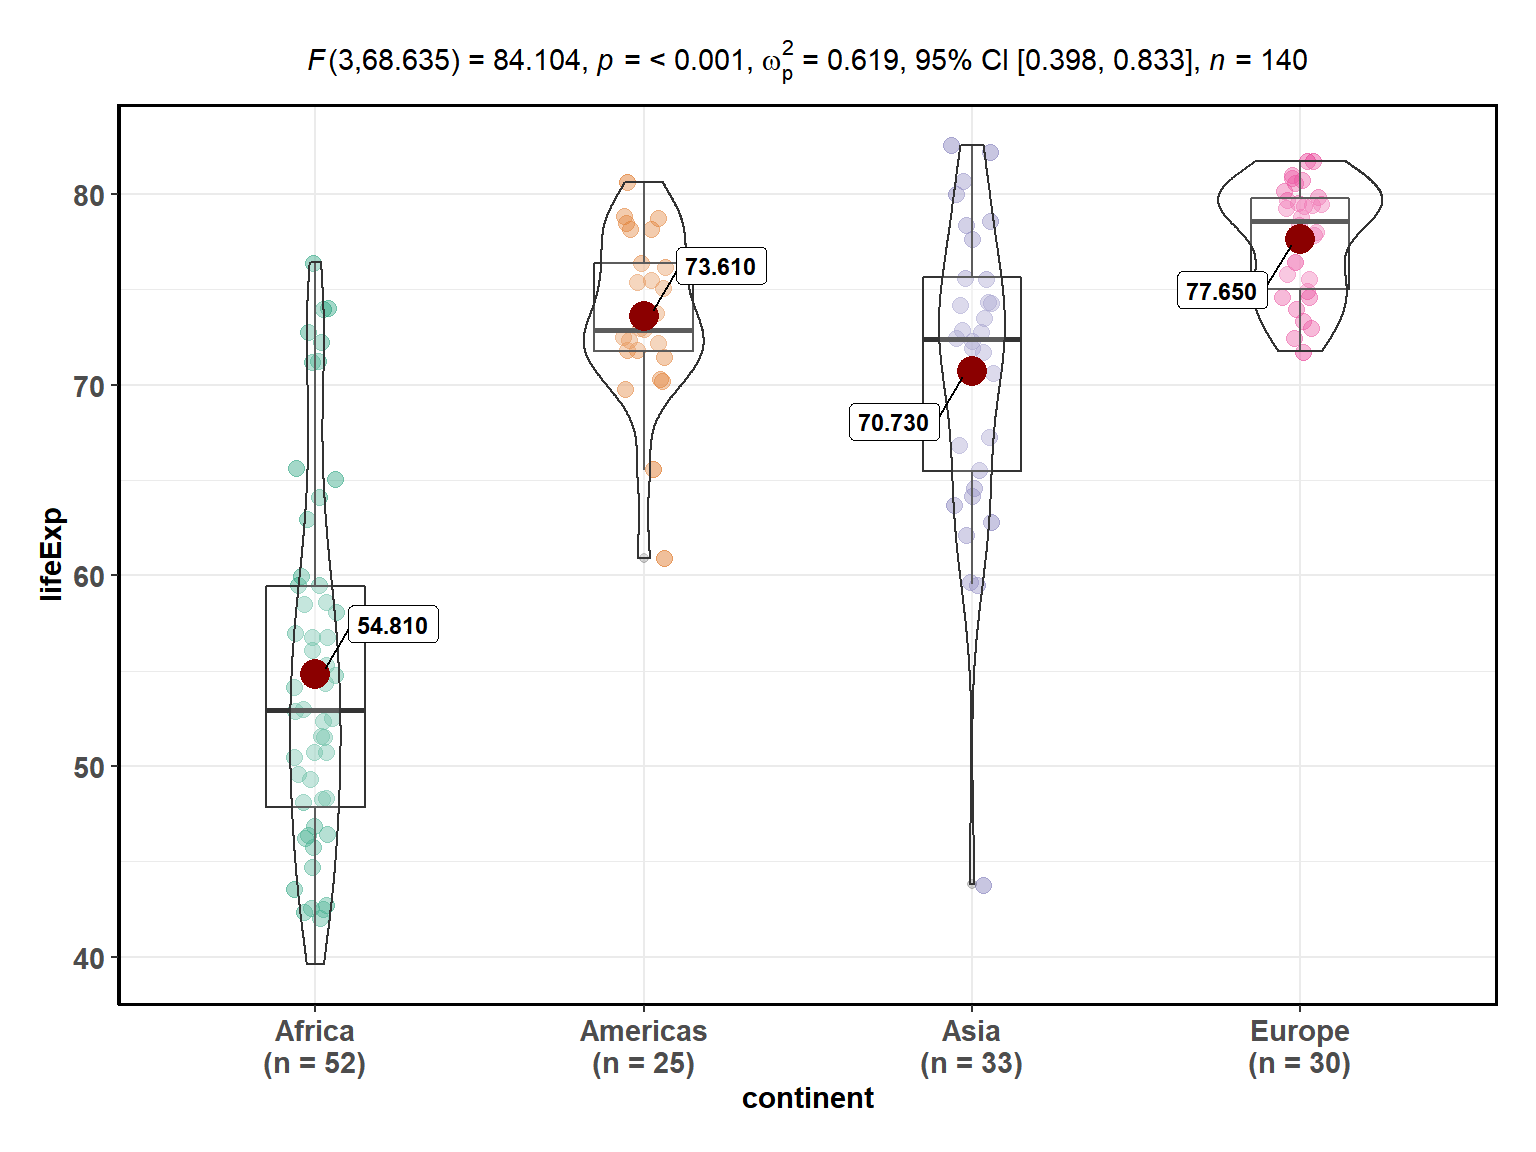 F(3,68.635) = 84.104, p = < 0.001, ω²ₚ = 0.619, 95% CI [0.398, 0.833], n = 140
80
73.610
77.650
70
70.730
lifeExp
60
54.810
50
40
Africa
(n = 52)
Americas
(n = 25)
Asia
(n = 33)
Europe
(n = 30)
continent